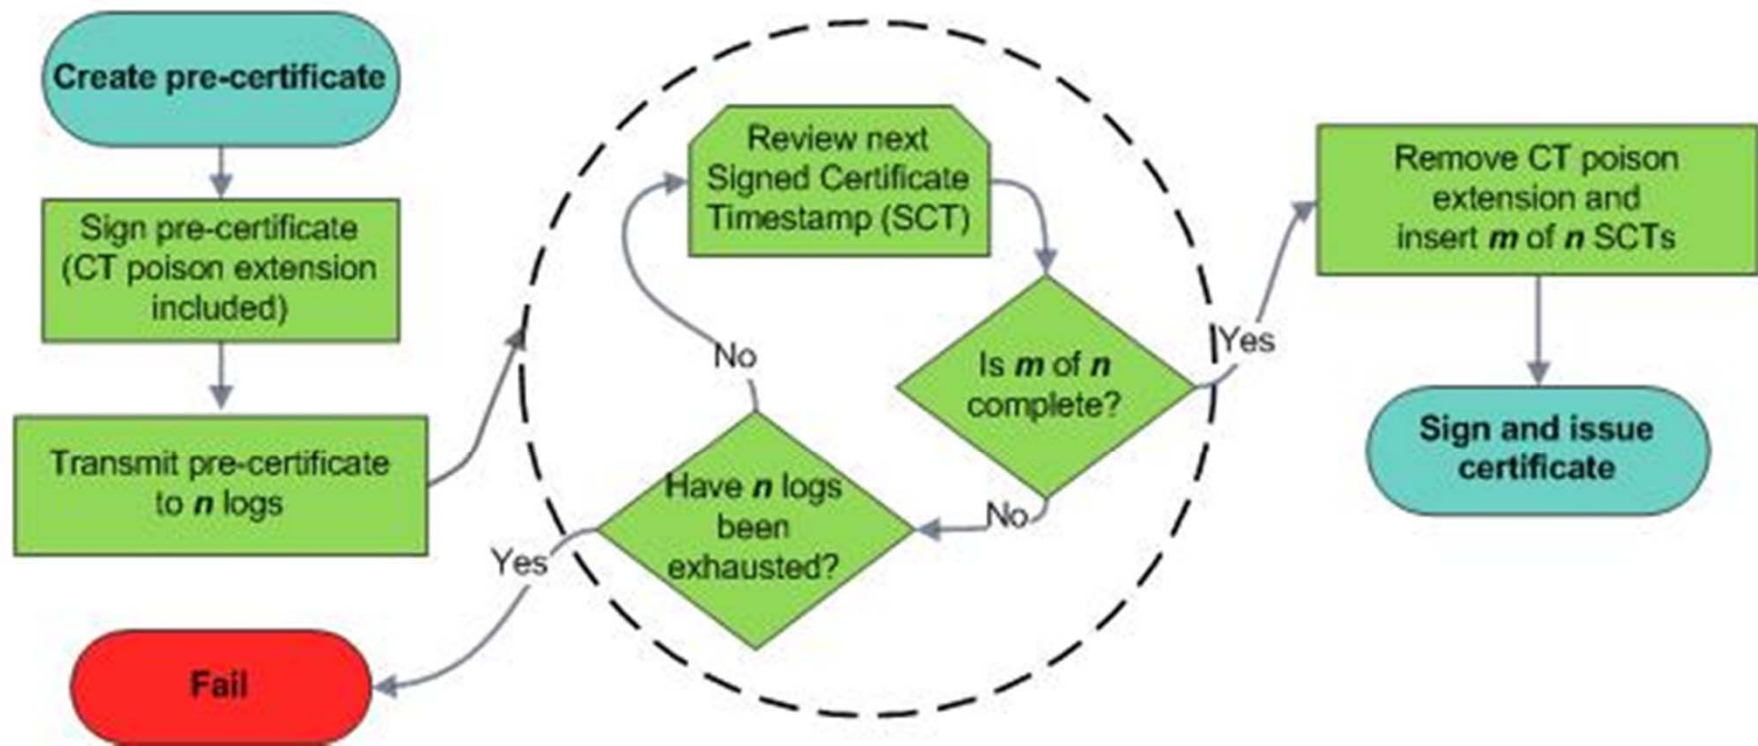 Create pre-certificate
Sign pre-certificate
(CT poison extension
included)
Transmit pre-certificate
to n logs
Fail
Review next
Signed Certificate
Timestamp (SCT)
Is m of n
complete?
No
Have n logs
been
exhausted?
No
Yes
Yes
Remove CT poison
extension and
insert m of n SCTs
Sign and issue
certificate